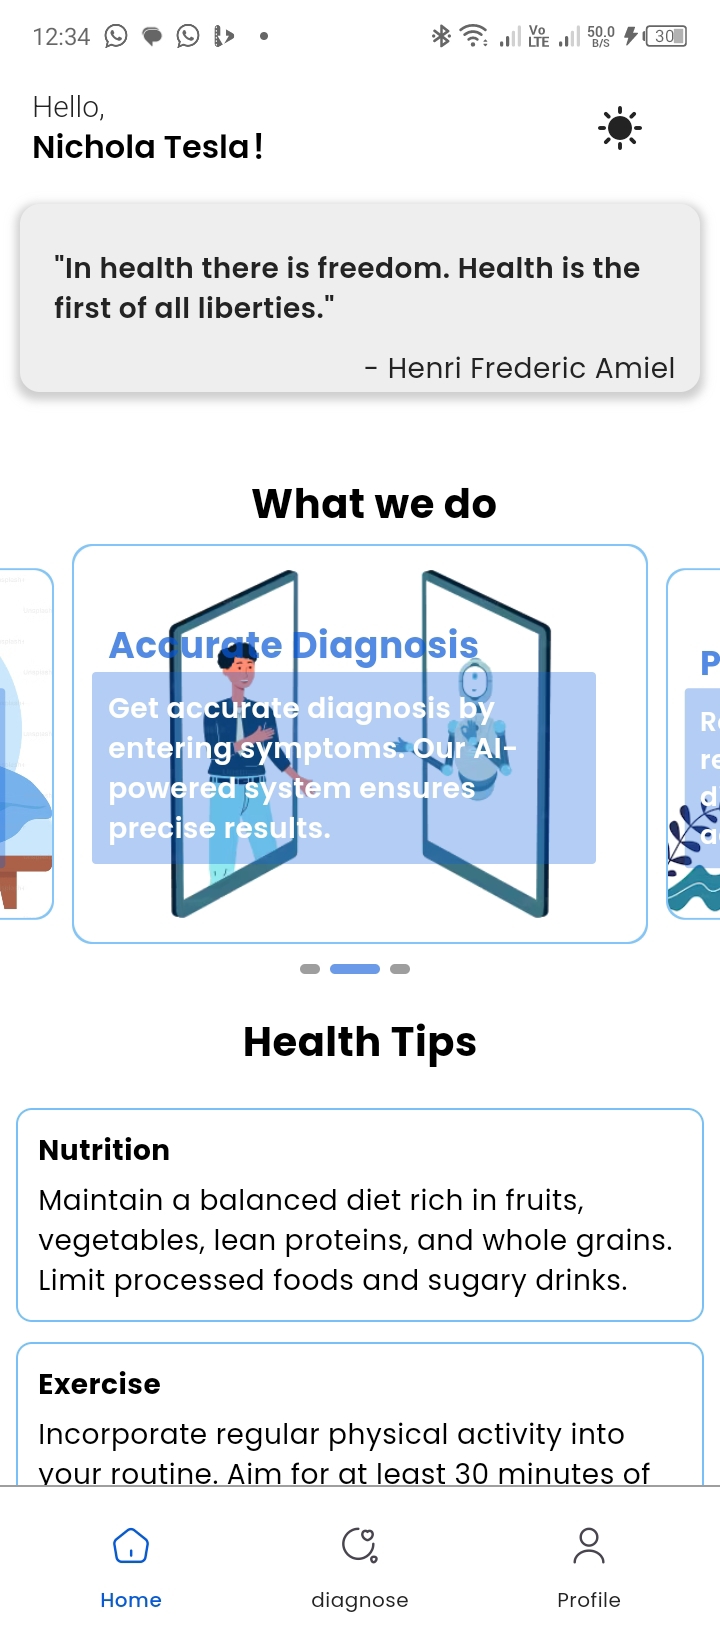 12:34
Vo
LTE
50.0
B/S
30
Hello,
Nichola Tesla!
"In health there is freedom. Health is the
first of all liberties."
- Henri Frederic Amiel
What we do
Accurate Diagnosis
Get accurate diagnosis by
entering symptoms. Our AI-
powered system ensures
precise results.
Health Tips
Nutrition
Maintain a balanced diet rich in fruits,
vegetables, lean proteins, and whole grains.
Limit processed foods and sugary drinks.
Exercise
Incorporate regular physical activity into
your routine. Aim for at least 30 minutes of
Home
diagnose
Profile